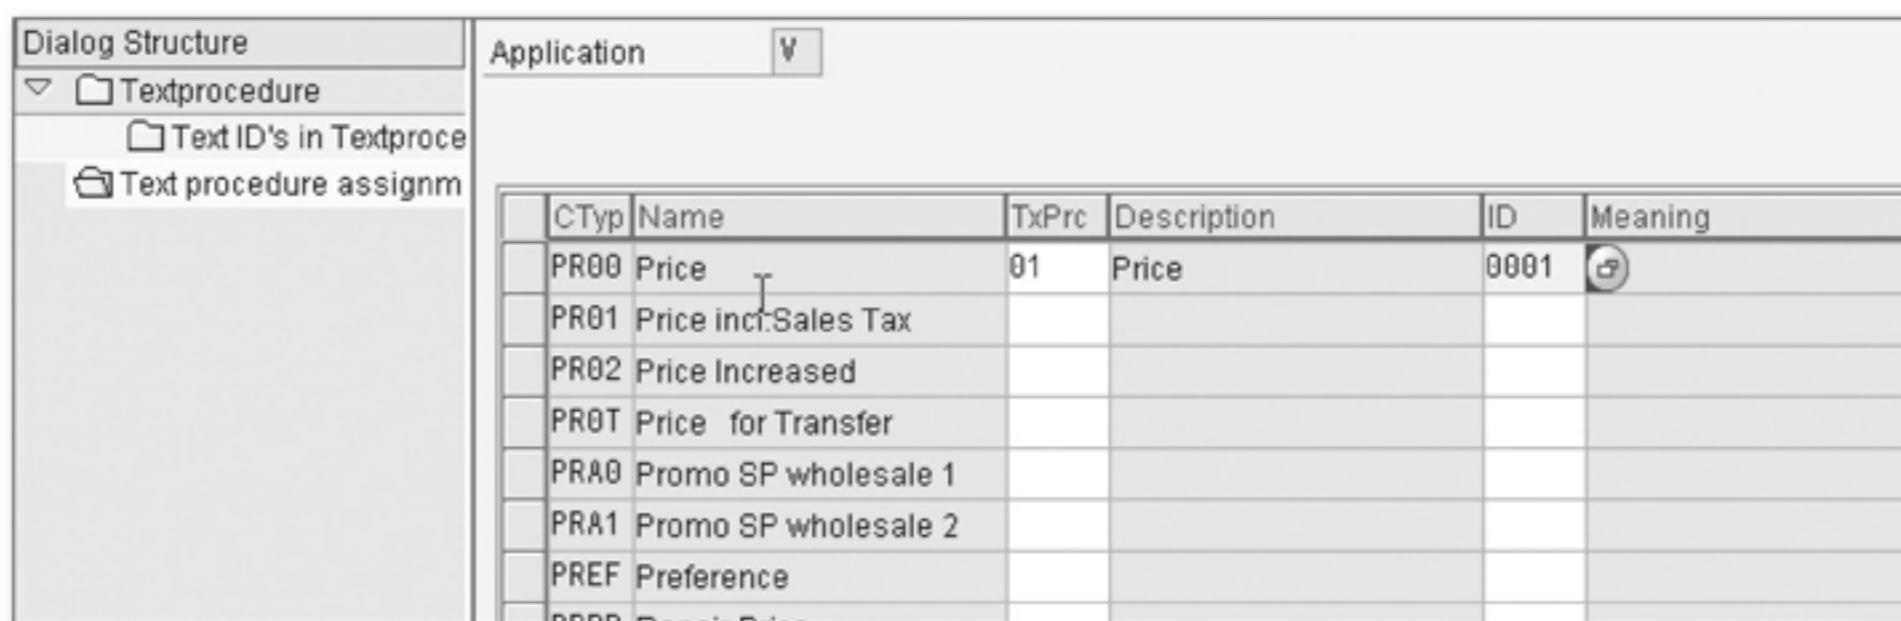 Dialog Structure
Textprocedure
Text ID's in Textproce
Text procedure assignm
Application V
CTyp Name TxPrc Description ID Meaning
PR00 Price 01 Price 0001
PR01 Price incl.Sales Tax
PR02 Price Increased
PR0T Price for Transfer
PRA0 Promo SP wholesale 1
PRA1 Promo SP wholesale 2
PREF Preference